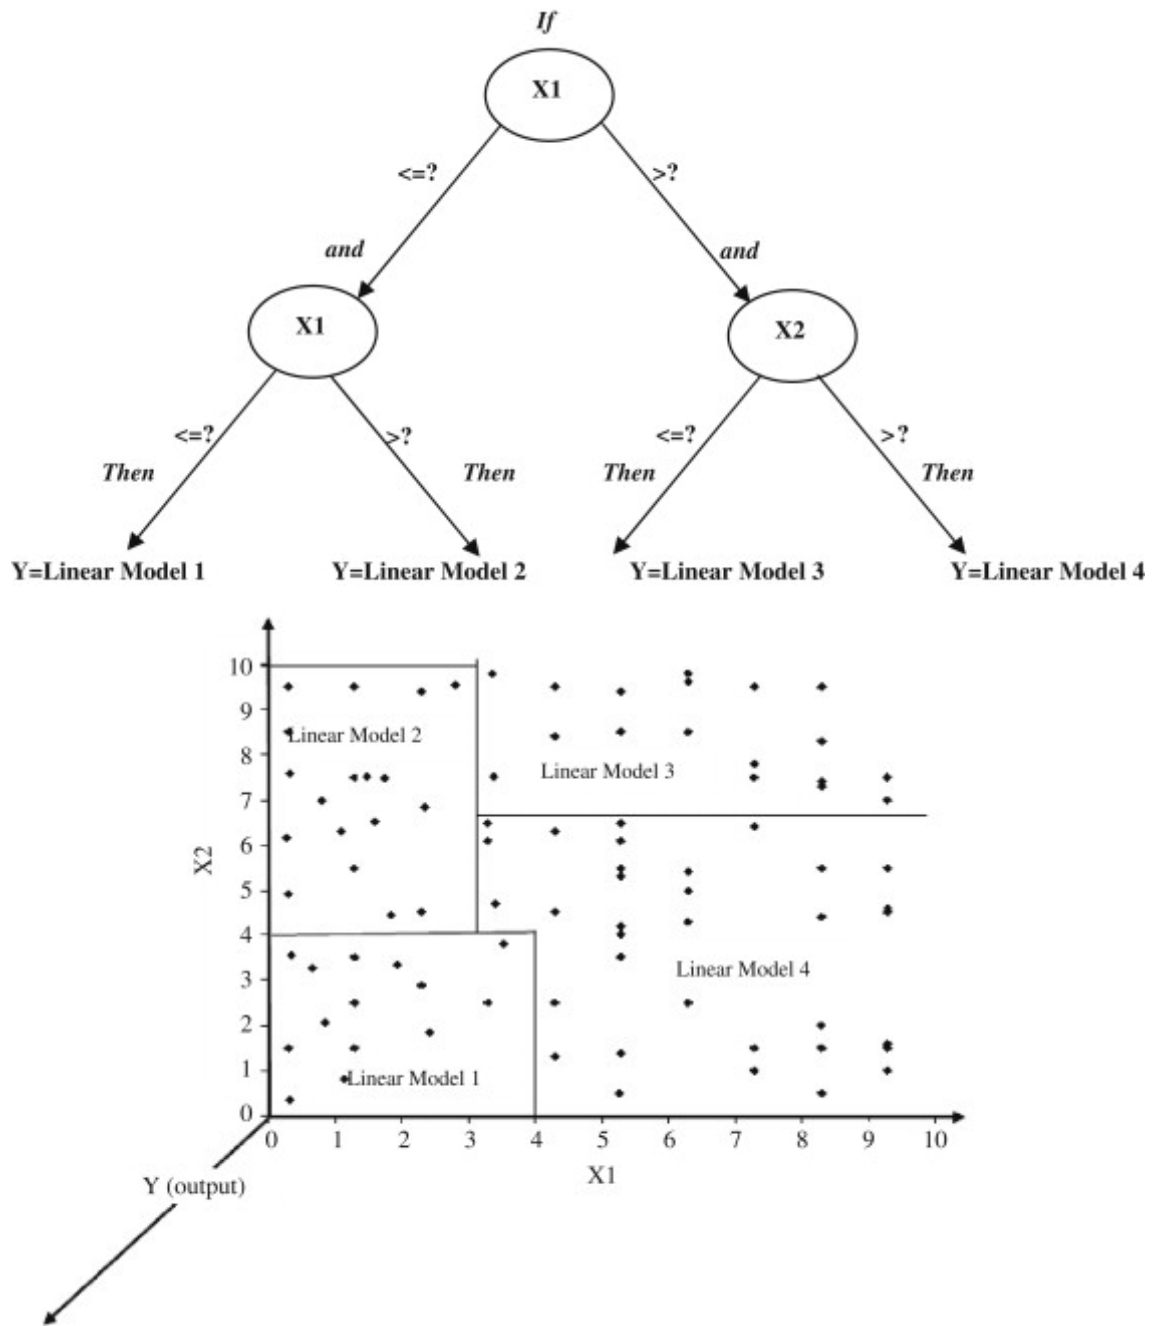 If
X1
<=?
>?
and
and
X1
X2
<=?
>?
<=?
>?
Then
Then
Then
Then
Y=Linear Model 1
Y=Linear Model 2
Y=Linear Model 3
Y=Linear Model 4
10
9
8
7
6
5
4
3
2
1
0
X2
Linear Model 2
Linear Model 3
Linear Model 4
Linear Model 1
0 1 2 3 4 5 6 7 8 9 10
X1
Y (output)